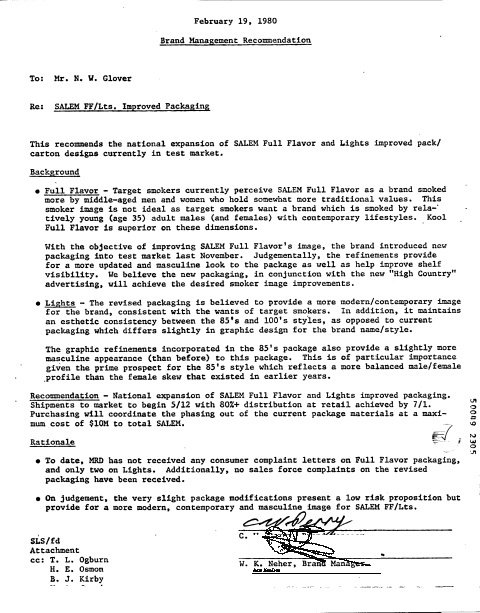 February 19, 1980
Brand Management Recommendation
To: Mr. N. W. Glover
Re: SALEM FF/Lts. Improved Packaging
This recommends the national expansion of SALEM Full Flavor and Lights improved pack/
carton designs currently in test market.
Background
• Full Flavor - Target smokers currently perceive SALEM Full Flavor as a brand smoked
more by middle-aged men and women who hold somewhat more traditional values. This
smoker image is not ideal as target smokers want a brand which is smoked by rela-
tively young (age 35) adult males (and females) with contemporary lifestyles. Kool
Full Flavor is superior on these dimensions.
With the objective of improving SALEM Full Flavor's image, the brand introduced new
packaging into test market last November. Judgementally, the refinements provide
for a more updated and masculine look to the package as well as help improve shelf
visibility. We believe the new packaging, in conjunction with the new "High Country"
advertising, will achieve the desired smoker image improvements.
• Lights - The revised packaging is believed to provide a more modern/contemporary image
for the brand, consistent with the wants of target smokers. In addition, it maintains
an esthetic consistency between the 85's and 100's styles, as opposed to current
packaging which differs slightly in graphic design for the brand name/style.
The graphic refinements incorporated in the 85's package also provide a slightly more
masculine appearance (than before) to this package. This is of particular importance
given the prime prospect for the 85's style which reflects a more balanced male/female
profile than the female skew that existed in earlier years.
Recommendation - National expansion of SALEM Full Flavor and Lights improved packaging.
Shipments to market to begin 5/12 with 80%+ distribution at retail achieved by 7/1.
Purchasing will coordinate the phasing out of the current package materials at a maxi-
mum cost of $10M to total SALEM.
Rationale
• To date, MRD has not received any consumer complaint letters on Full Flavor packaging,
and only two on Lights. Additionally, no sales force complaints on the revised
packaging have been received.
• On judgement, the very slight package modifications present a low risk proposition but
provide for a more modern, contemporary and masculine image for SALEM FF/Lts.
C.
SLS/fd
Attachment
cc: T. L. Ogburn
H. E. Osmon
B. J. Kirby
W. K. Neher, Brand Manager
50049 2305